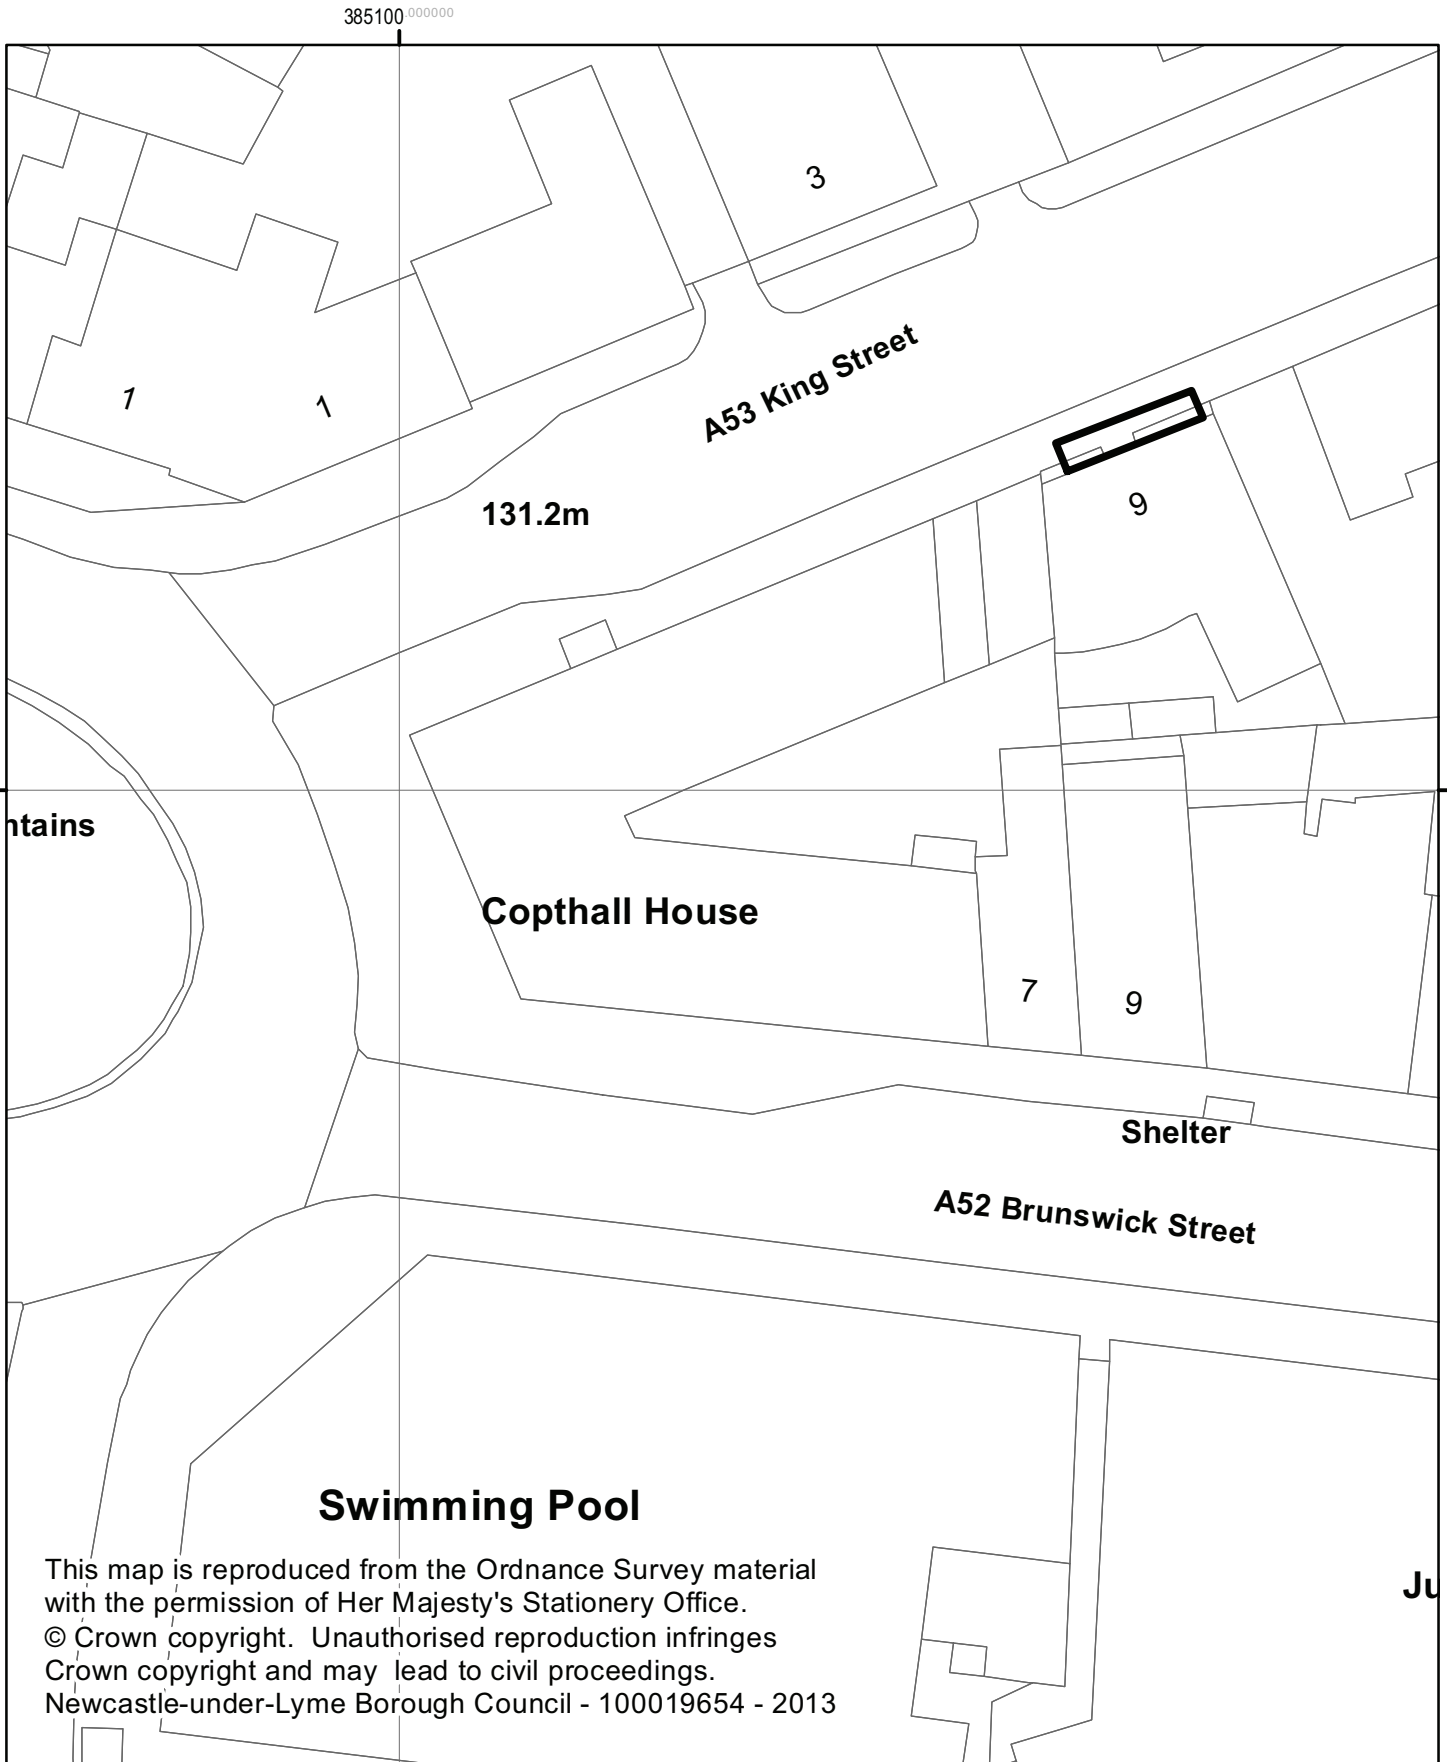 385100.000000
3
A53 King Street
1
1
131.2m
9
ntains
Copthall House
7
9
Shelter
A52 Brunswick Street
Swimming Pool
This map is reproduced from the Ordnance Survey material
with the permission of Her Majesty's Stationery Office.
© Crown copyright. Unauthorised reproduction infringes
Crown copyright and may lead to civil proceedings.
Newcastle-under-Lyme Borough Council - 100019654 - 2013
Ju